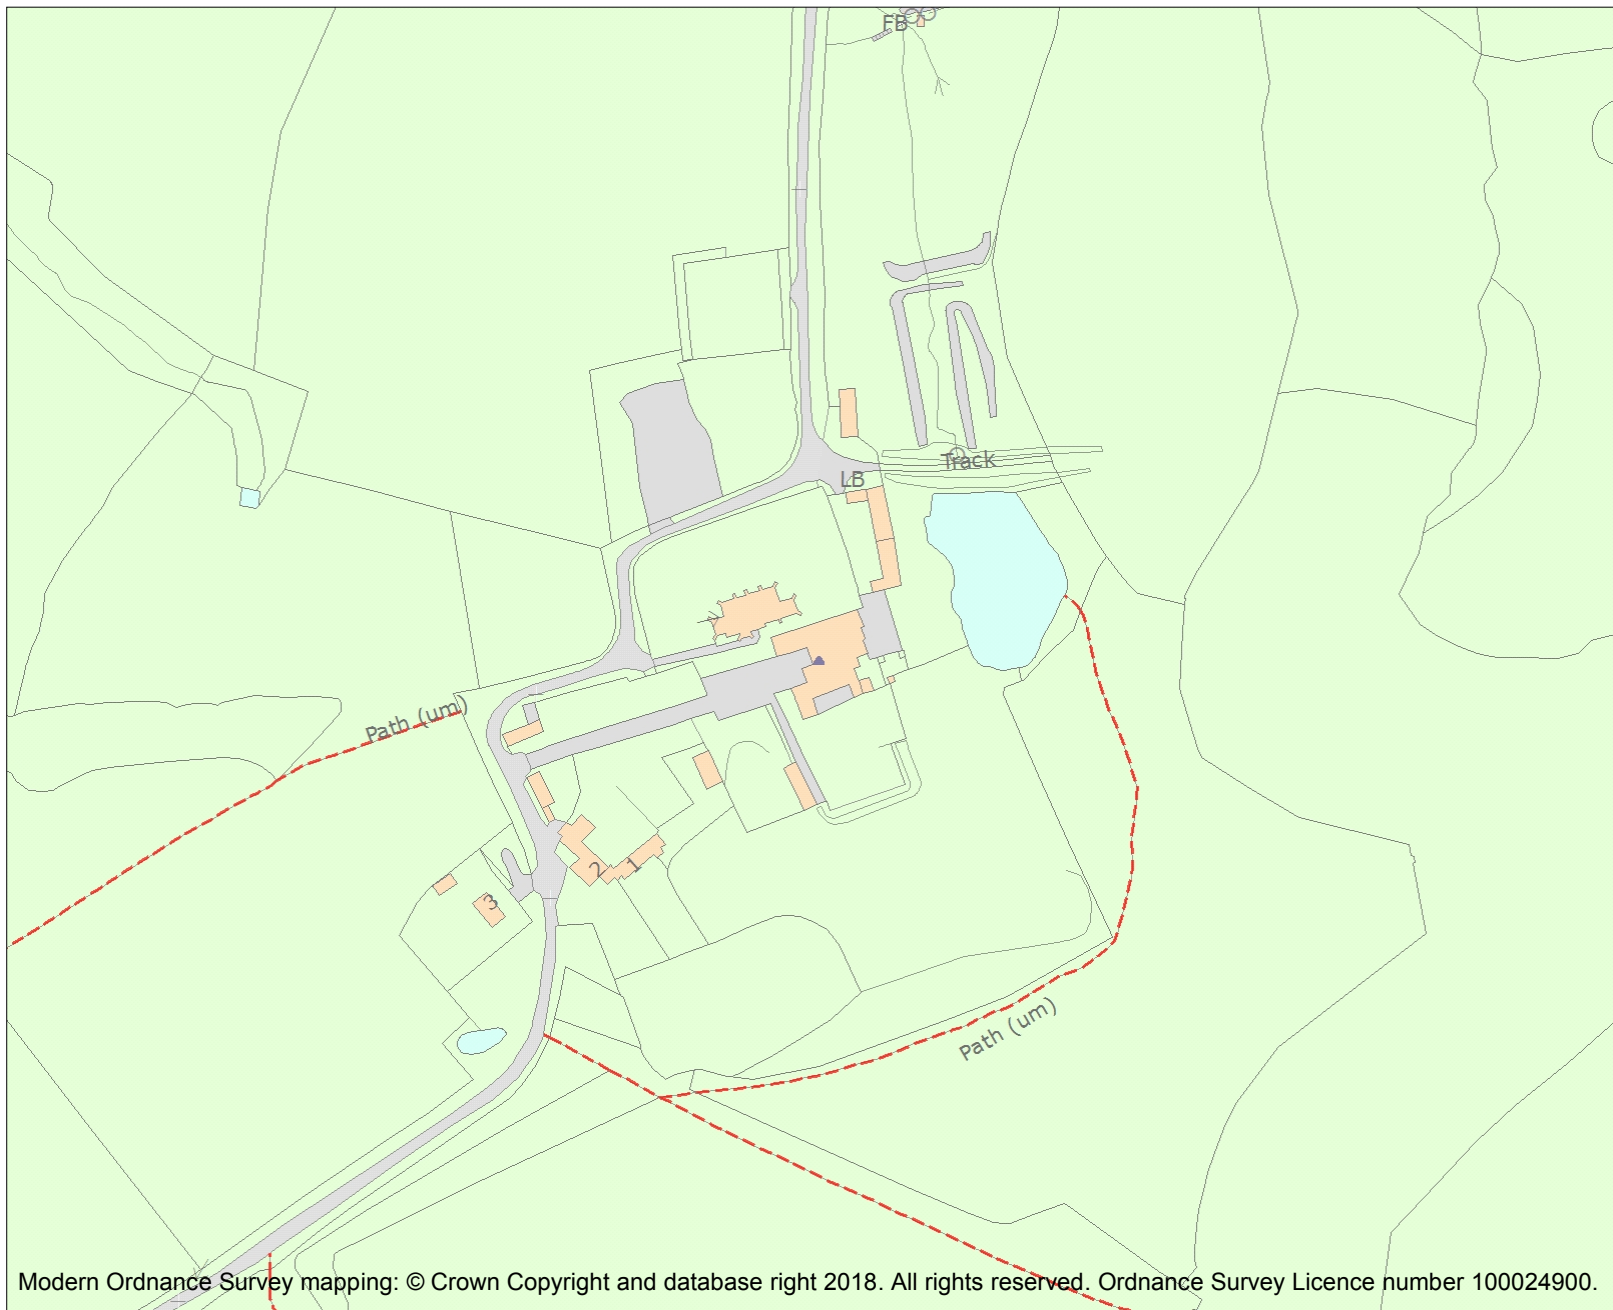 FB
Track
LB
Path (um)
2
1
3
Path (um)
Modern Ordnance Survey mapping: © Crown Copyright and database right 2018. All rights reserved. Ordnance Survey Licence number 100024900.